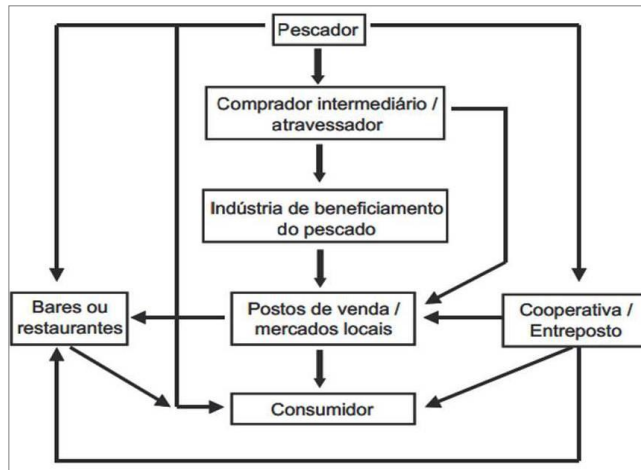 Pescador
Comprador intermediário /
atravessador
Indústria de beneficiamento
do pescado
Bares ou
restaurantes
Postos de venda /
mercados locais
Cooperativa /
Entreposto
Consumidor